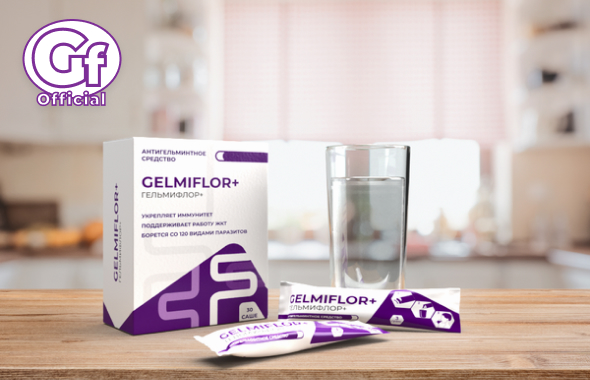 Gf
Official
АНТИГЕЛЬМИНТНОЕ
СРЕДСТВО
GELMIFLOR+
ГЕЛЬМИФЛОР+
УКРЕПЛЯЕТ ИММУНИТЕТ
ПОДДЕРЖИВАЕТ РАБОТУ ЖКТ
БОРЕТСЯ СО 120 ВИДАМИ ПАРАЗИТОВ
30
САШЕ
GELMIFLOR+
GELMIFLOR+
ГЕЛЬМИФЛОР+
GELMIFLOR+